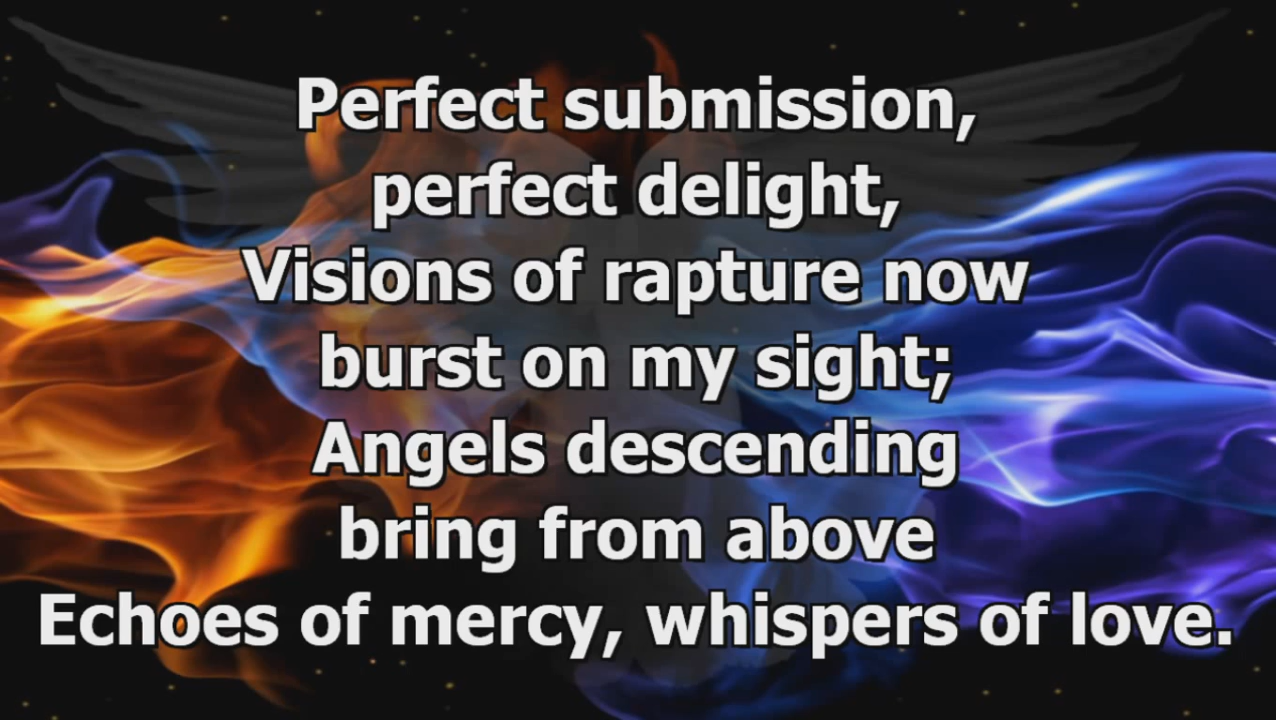 Perfect submission,
perfect delight,
Visions of rapture now
burst on my sight;
Angels descending
bring from above
Echoes of mercy, whispers of love.